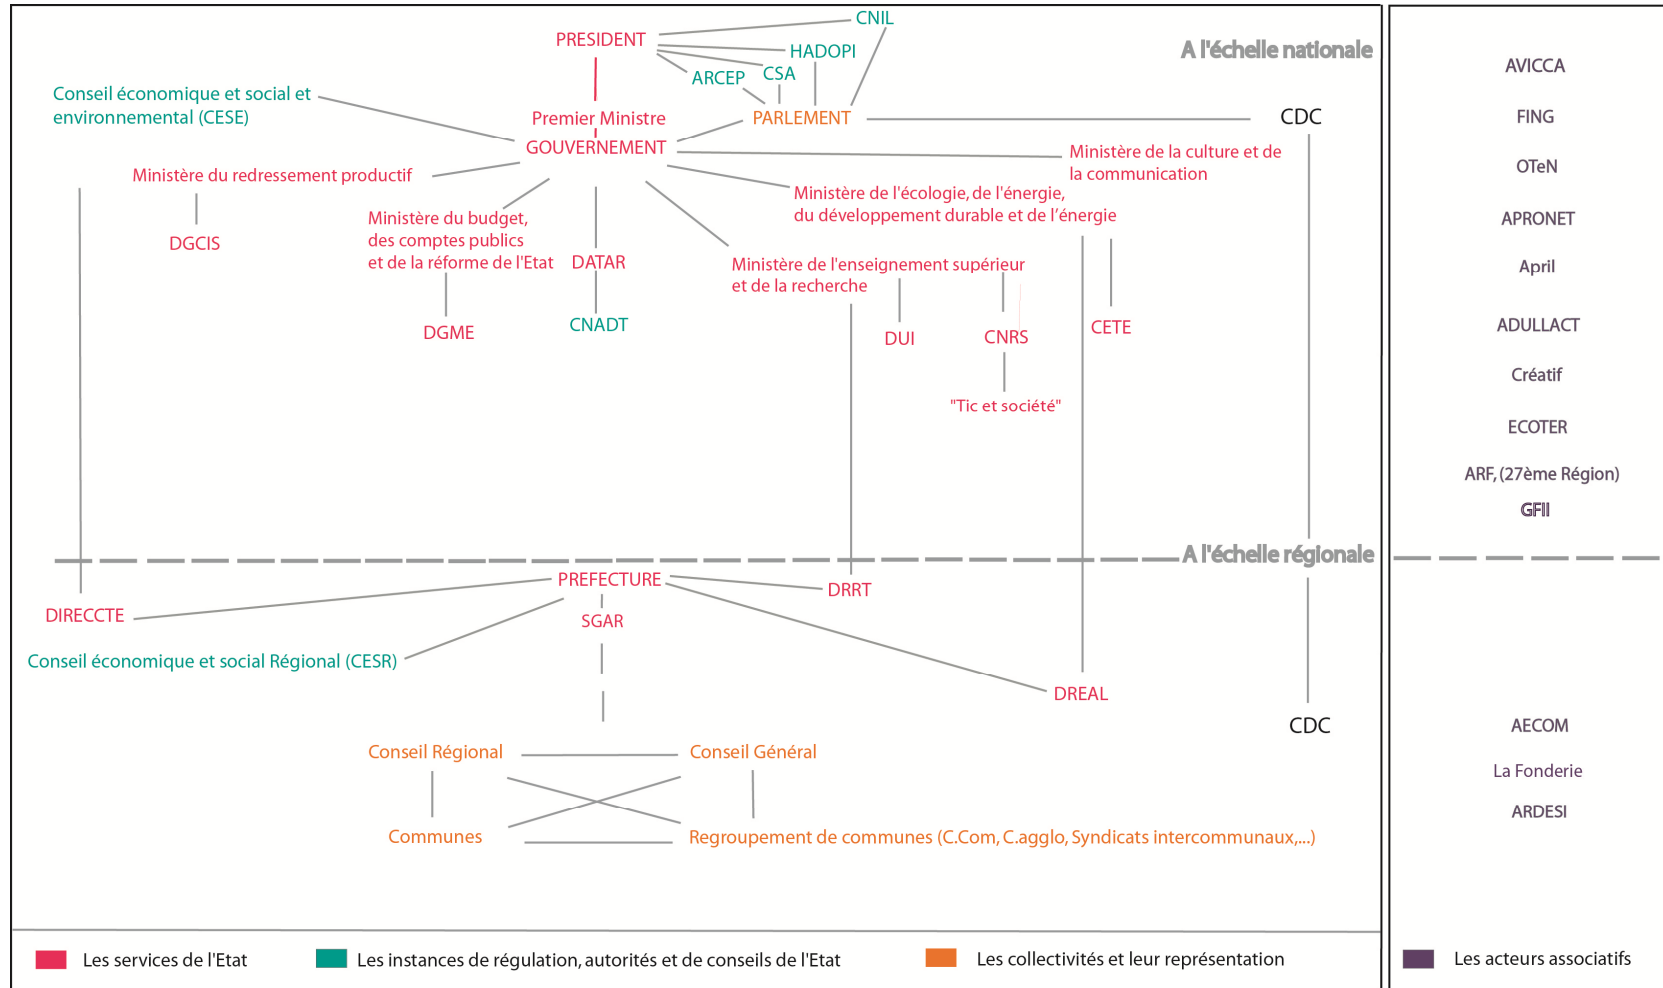 CNIL
PRESIDENT
HADOPI
A l'échelle nationale
ARCEP
CSA
Conseil économique et social et
environnemental (CESE)
Premier Ministre
PARLEMENT
CDC
GOUVERNEMENT
Ministère de la culture et de
la communication
Ministère du redressement productif
Ministère de l'écologie, de l'énergie,
du développement durable et de l'énergie
Ministère du budget,
des comptes publics
et de la réforme de l'Etat
DGCIS
DATAR
Ministère de l'enseignement supérieur
et de la recherche
DGME
CNADT
DUI
CNRS
CETE
"Tic et société"
A l'échelle régionale
PREFECTURE
DRRT
DIRECCTE
SGAR
Conseil économique et social Régional (CESR)
DREAL
CDC
Conseil Régional
Conseil Général
Communes
Regroupement de communes (C.Com, C.agglo, Syndicats intercommunaux,...)
Les services de l'Etat
Les instances de régulation, autorités et de conseils de l'Etat
Les collectivités et leur représentation
AVICCA
FING
OTeN
APRONET
April
ADULLACT
Créatif
ECOTER
ARF, (27ème Région)
GFII
AECOM
La Fonderie
ARDESI
Les acteurs associatifs